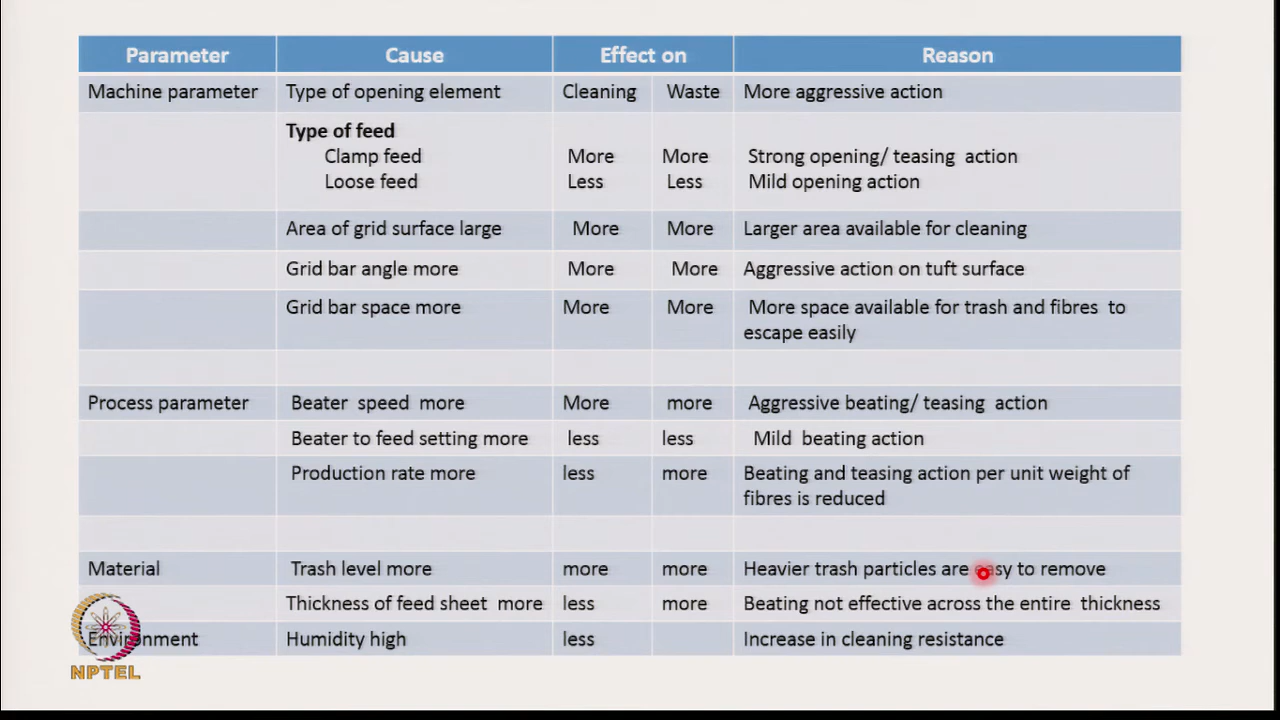 Parameter Cause Effect on Reason
Machine parameter Type of opening element Cleaning Waste More aggressive action
Type of feed
Clamp feed More More Strong opening/ teasing action
Loose feed Less Less Mild opening action
Area of grid surface large More More Larger area available for cleaning
Grid bar angle more More More Aggressive action on tuft surface
Grid bar space more More More More space available for trash and fibres to
escape easily
Process parameter Beater speed more More more Aggressive beating/ teasing action
Beater to feed setting more less less Mild beating action
Production rate more less more Beating and teasing action per unit weight of
fibres is reduced
Material Trash level more more more Heavier trash particles are easy to remove
Thickness of feed sheet more less more Beating not effective across the entire thickness
Environment Humidity high less Increase in cleaning resistance
NPTEL